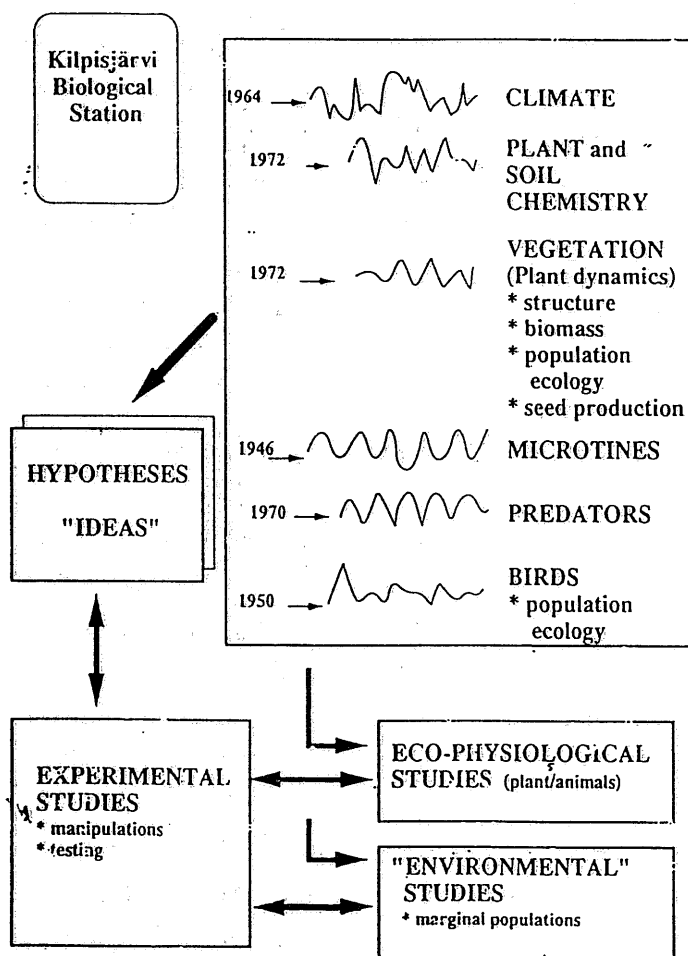 Kilpisjärvi
Biological
Station
1964
CLIMATE
1972
PLANT and
SOIL
CHEMISTRY
1972
VEGETATION
(Plant dynamics)
* structure
* biomass
* population
ecology
* seed production
1946
MICROTINES
1970
PREDATORS
1950
BIRDS
* population
ecology
HYPOTHESES
"IDEAS"
EXPERIMENTAL
STUDIES
* manipulations
* testing
ECO-PHYSIOLOGICAL
STUDIES (plant/animals)
"ENVIRONMENTAL"
STUDIES
* marginal populations